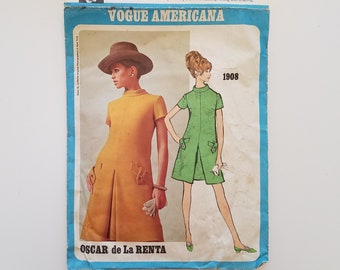 VOGUE AMERICANA
1908
OSCAR de La RENTA